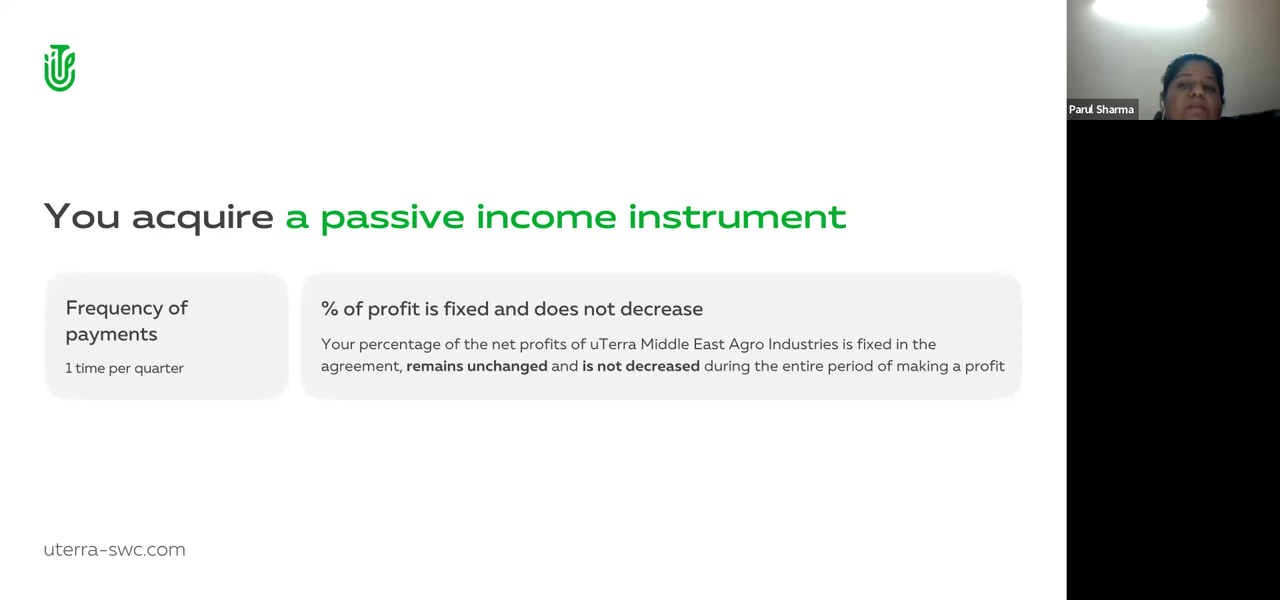 You acquire a passive income instrument
Frequency of
payments
1 time per quarter
% of profit is fixed and does not decrease
Your percentage of the net profits of uTerra Middle East Agro Industries is fixed in the
agreement, remains unchanged and is not decreased during the entire period of making a profit
uterra-swc.com
Parul Sharma